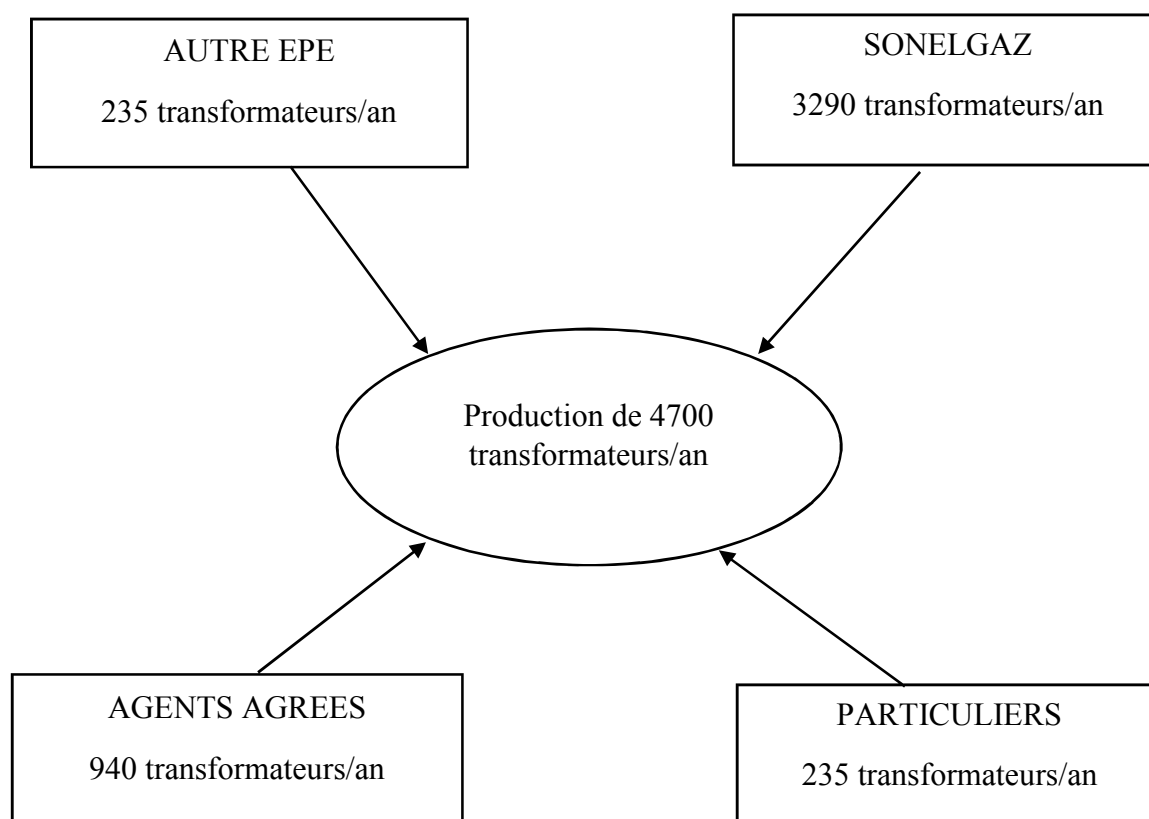 AUTRE EPE
235 transformateurs/an
SONELGAZ
3290 transformateurs/an
Production de 4700
transformateurs/an
AGENTS AGREES
940 transformateurs/an
PARTICULIERS
235 transformateurs/an